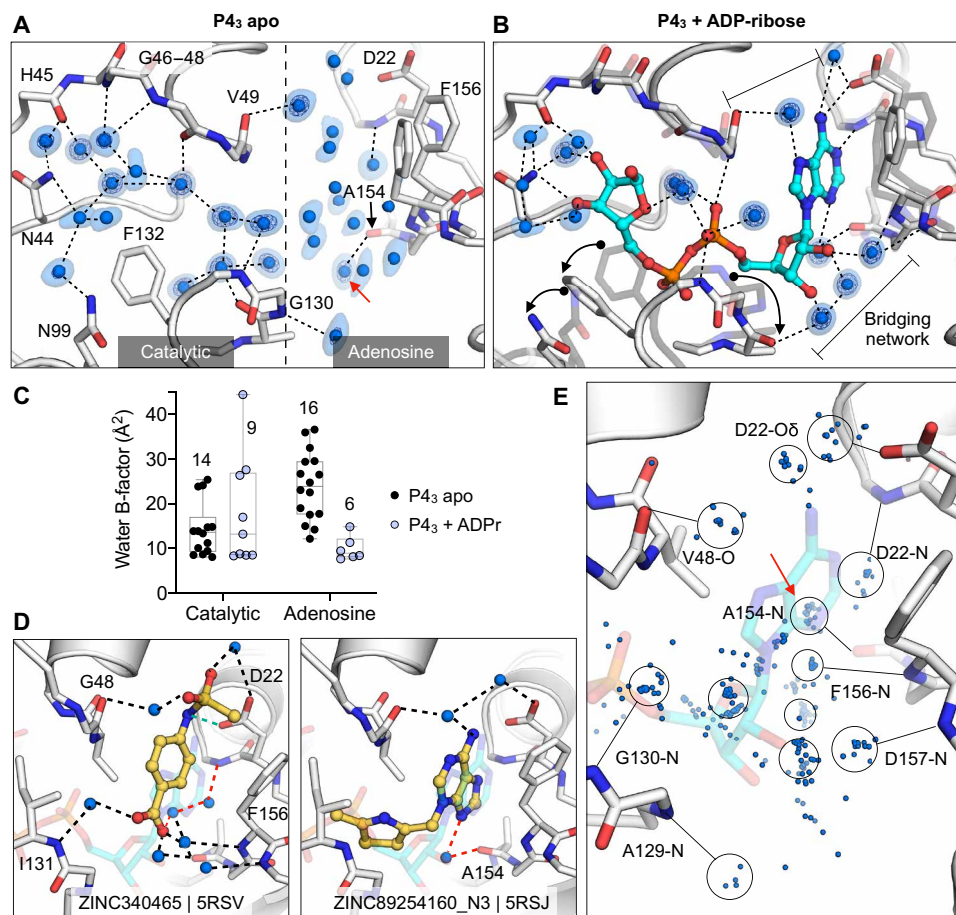 A
P4₃ apo
H45
G46–48
D22
V49
F156
A154
N44
F132
G130
N99
Catalytic
Adenosine
B
P4₃ + ADP-ribose
Bridging
network
C
Water B-factor (Å²)
40
30
20
10
0
14
9
16
6
Catalytic
Adenosine
P4₃ apo
P4₃ + ADPr
D
G48
D22
F156
I131
ZINC340465 | 5RSV
A154
ZINC89254160_N3 | 5RSJ
E
D22-Oδ
V48-O
D22-N
A154-N
F156-N
G130-N
D157-N
A129-N